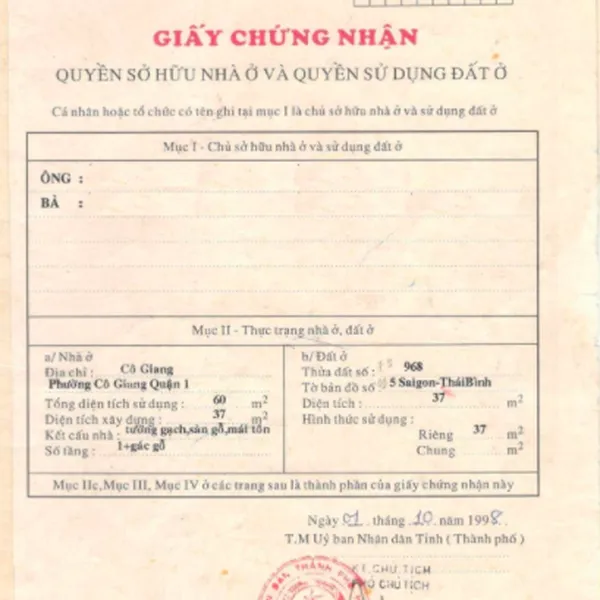 GIẤY CHỨNG NHẬN
QUYỀN SỞ HỮU NHÀ Ở VÀ QUYỀN SỬ DỤNG ĐẤT Ở
Cá nhân hoặc tổ chức có tên ghi tại mục I là chủ sở hữu nhà ở và sử dụng đất ở
Mục I - Chủ sở hữu nhà ở và sử dụng đất ở
ÔNG :
BÀ :
Mục II - Thực trạng nhà ở, đất ở
a/ Nhà ở
Địa chỉ : Cô Giang
Phường Cô Giang Quận 1
Tổng diện tích sử dụng : 60 m2
Diện tích xây dựng : 37 m2
Kết cấu nhà : tường gạch,sàn gỗ,mái tôn
Số tầng : 1+gác gỗ
b/ Đất ở
Thửa đất số : 968
Tờ bản đồ số 5 Saigon-TháiBình
Diện tích : 37 m2
Hình thức sử dụng :
Riêng 37 m2
Chung m2
Mục IIc, Mục III, Mục IV ở các trang sau là thành phần của giấy chứng nhận này
Ngày 01 tháng 10 năm 1998
T.M Uỷ ban Nhân dân Tỉnh ( Thành phố )
KT. CHỦ TỊCH
PHÓ CHỦ TỊCH